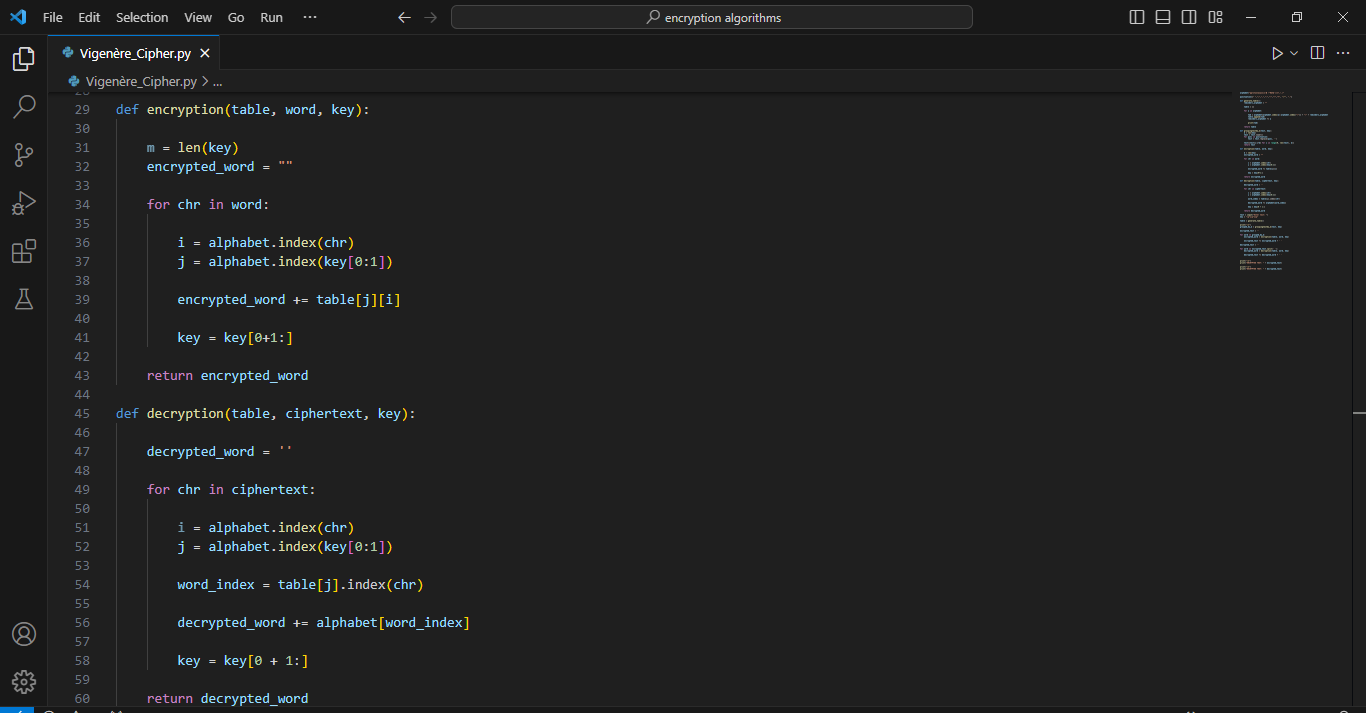 File Edit Selection View Go Run ···
encryption algorithms
Vigenère_Cipher.py
Vigenère_Cipher.py > ...
29 def encryption(table, word, key):
30
31     m = len(key)
32     encrypted_word = ""
33
34     for chr in word:
35
36         i = alphabet.index(chr)
37         j = alphabet.index(key[0:1])
38
39         encrypted_word += table[j][i]
40
41         key = key[0+1:]
42
43     return encrypted_word
44
45 def decryption(table, ciphertext, key):
46
47     decrypted_word = ''
48
49     for chr in ciphertext:
50
51         i = alphabet.index(chr)
52         j = alphabet.index(key[0:1])
53
54         word_index = table[j].index(chr)
55
56         decrypted_word += alphabet[word_index]
57
58         key = key[0 + 1:]
59
60     return decrypted_word